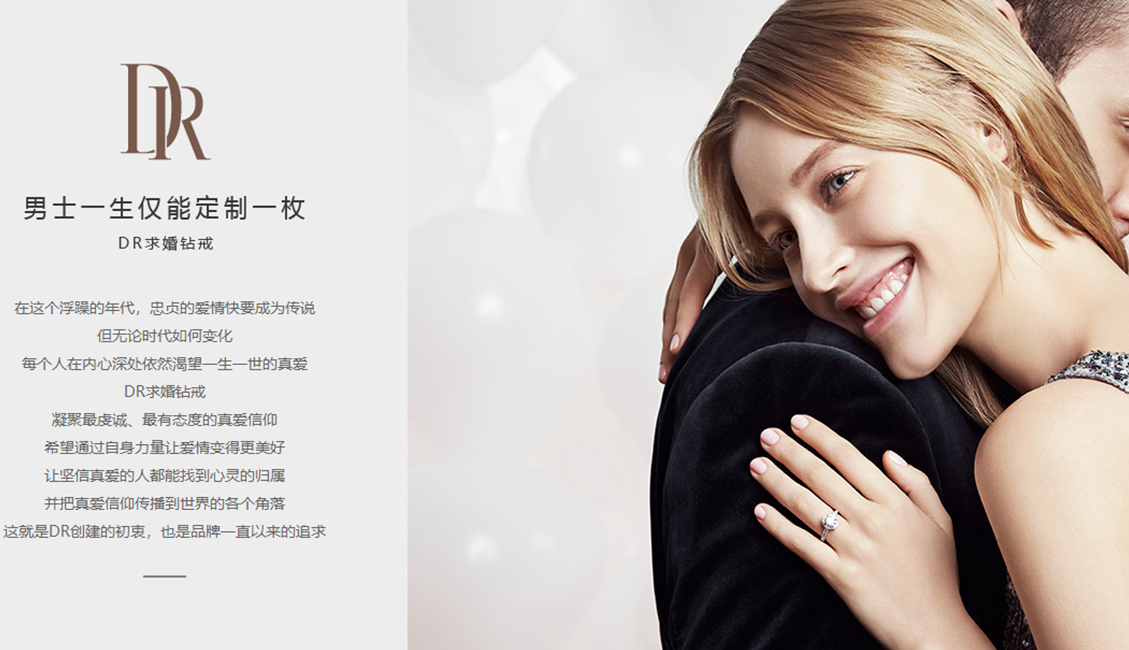 DR
男士一生仅能定制一枚
DR求婚钻戒
在这个浮躁的年代，忠贞的爱情快要成为传说
但无论时代如何变化
每个人在内心深处依然渴望一生一世的真爱
DR求婚钻戒
凝聚最虔诚、最有态度的真爱信仰
希望通过自身力量让爱情变得更美好
让坚信真爱的人都能找到心灵的归属
并把真爱信仰传播到世界的各个角落
这就是DR创建的初衷，也是品牌一直以来的追求